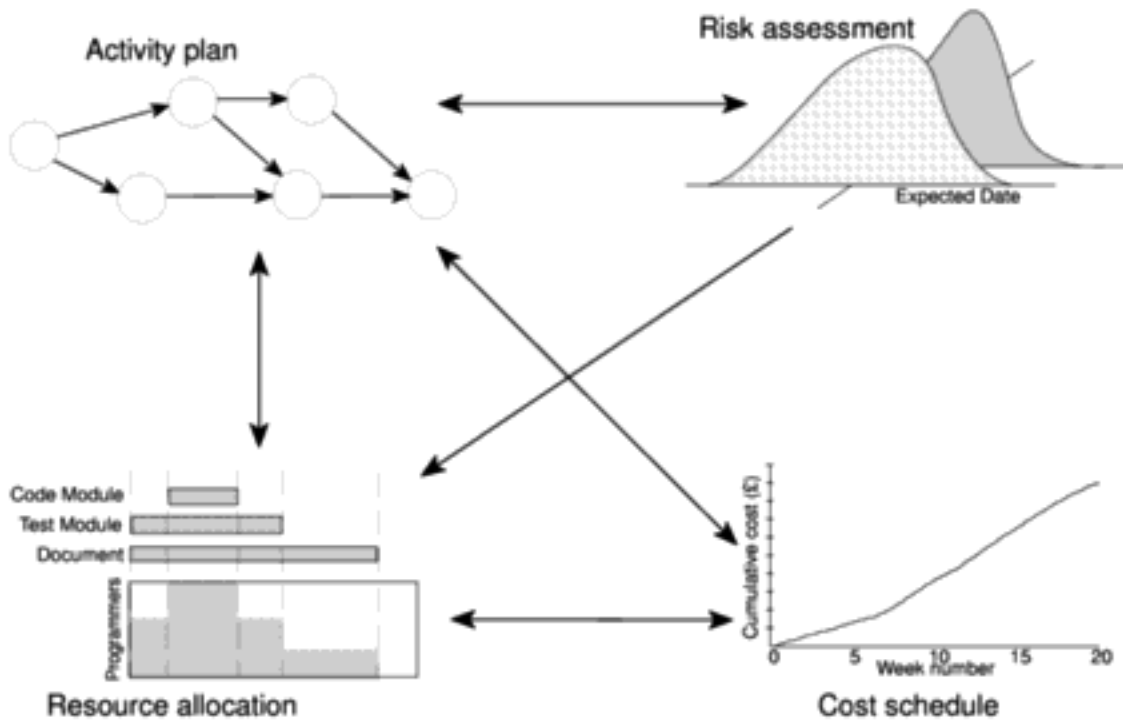 Activity plan
Risk assessment
Expected Date
Code Module
Test Module
Document
Programmers
Resource allocation
Cumulative cost (£)
0 5 10 15 20
Week number
Cost schedule